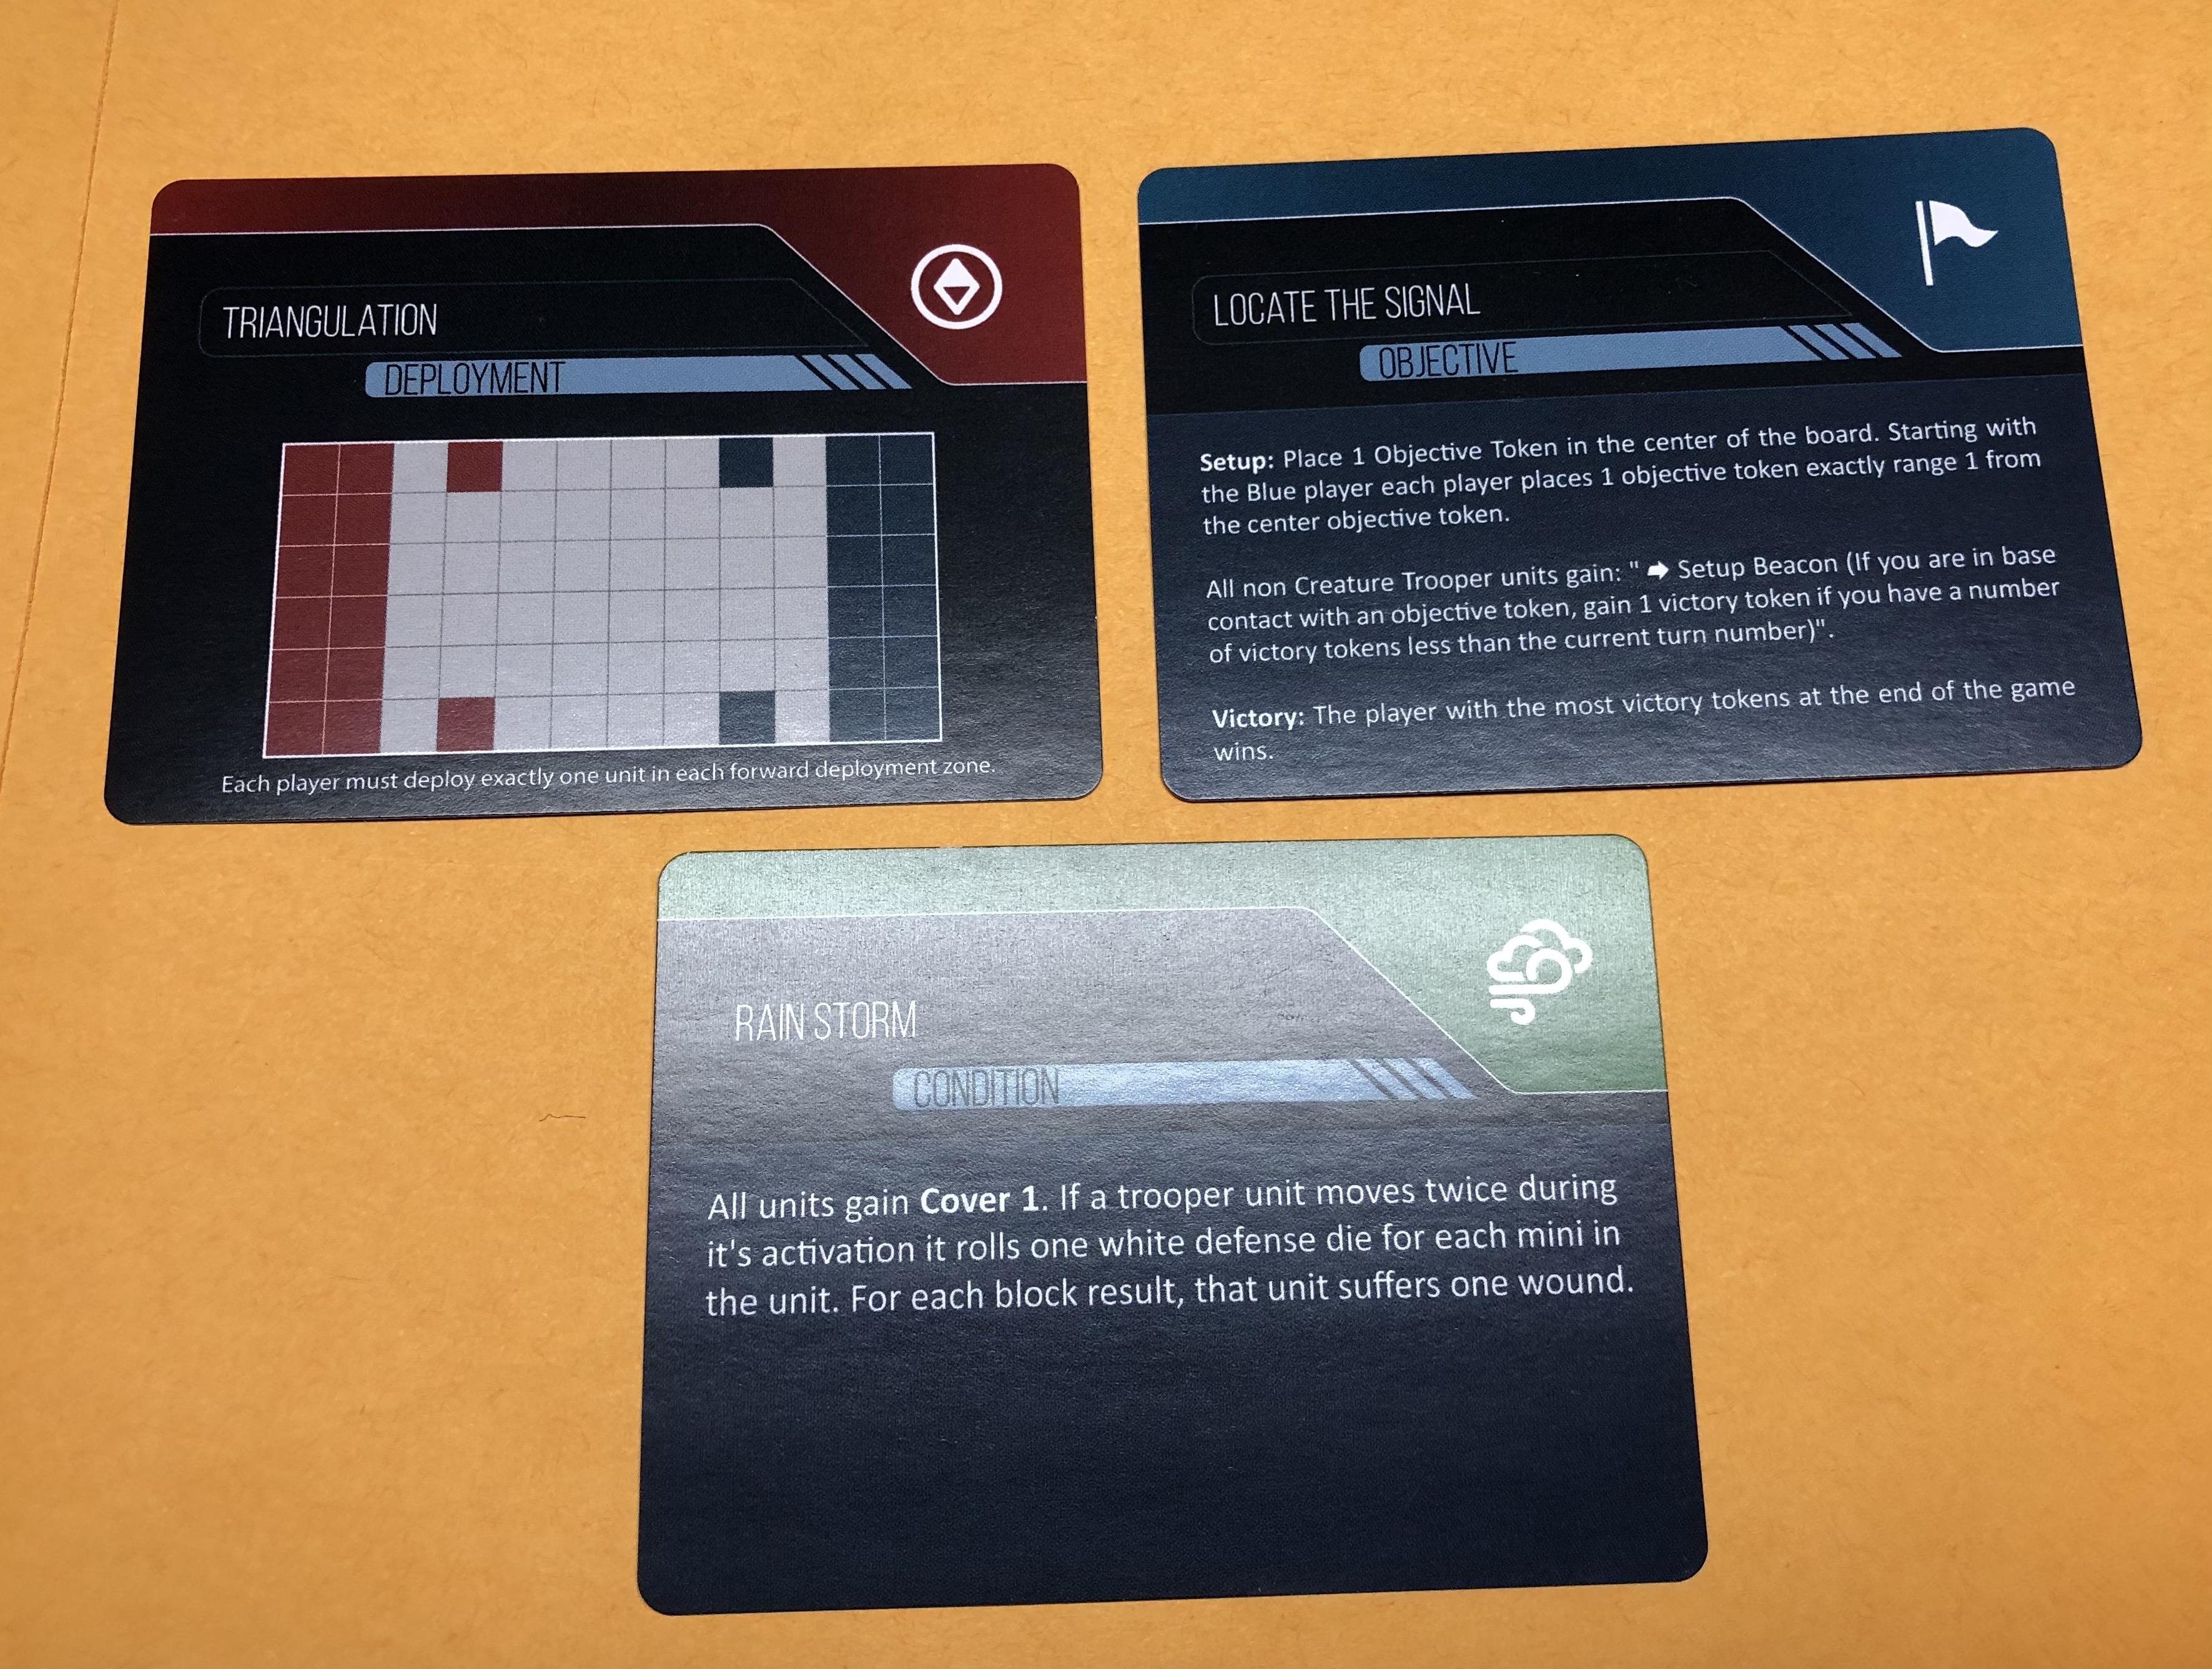 TRIANGULATION
DEPLOYMENT
Each player must deploy exactly one unit in each forward deployment zone.
LOCATE THE SIGNAL
OBJECTIVE
Setup: Place 1 Objective Token in the center of the board. Starting with
the Blue player each player places 1 objective token exactly range 1 from
the center objective token.
All non Creature Trooper units gain: " ➡ Setup Beacon (If you are in base
contact with an objective token, gain 1 victory token if you have a number
of victory tokens less than the current turn number)".
Victory: The player with the most victory tokens at the end of the game
wins.
RAIN STORM
CONDITION
All units gain Cover 1. If a trooper unit moves twice during
it's activation it rolls one white defense die for each mini in
the unit. For each block result, that unit suffers one wound.